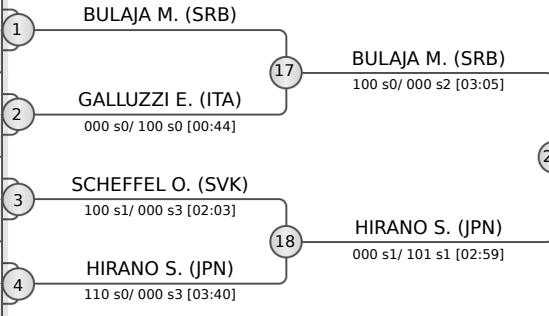 BULAJA M. (SRB)
1
17
BULAJA M. (SRB)
100 s0/ 000 s2 [03:05]
GALLUZZI E. (ITA)
2
000 s0/ 100 s0 [00:44]
2
SCHEFFEL O. (SVK)
3
100 s1/ 000 s3 [02:03]
18
HIRANO S. (JPN)
000 s1/ 101 s1 [02:59]
HIRANO S. (JPN)
4
110 s0/ 000 s3 [03:40]